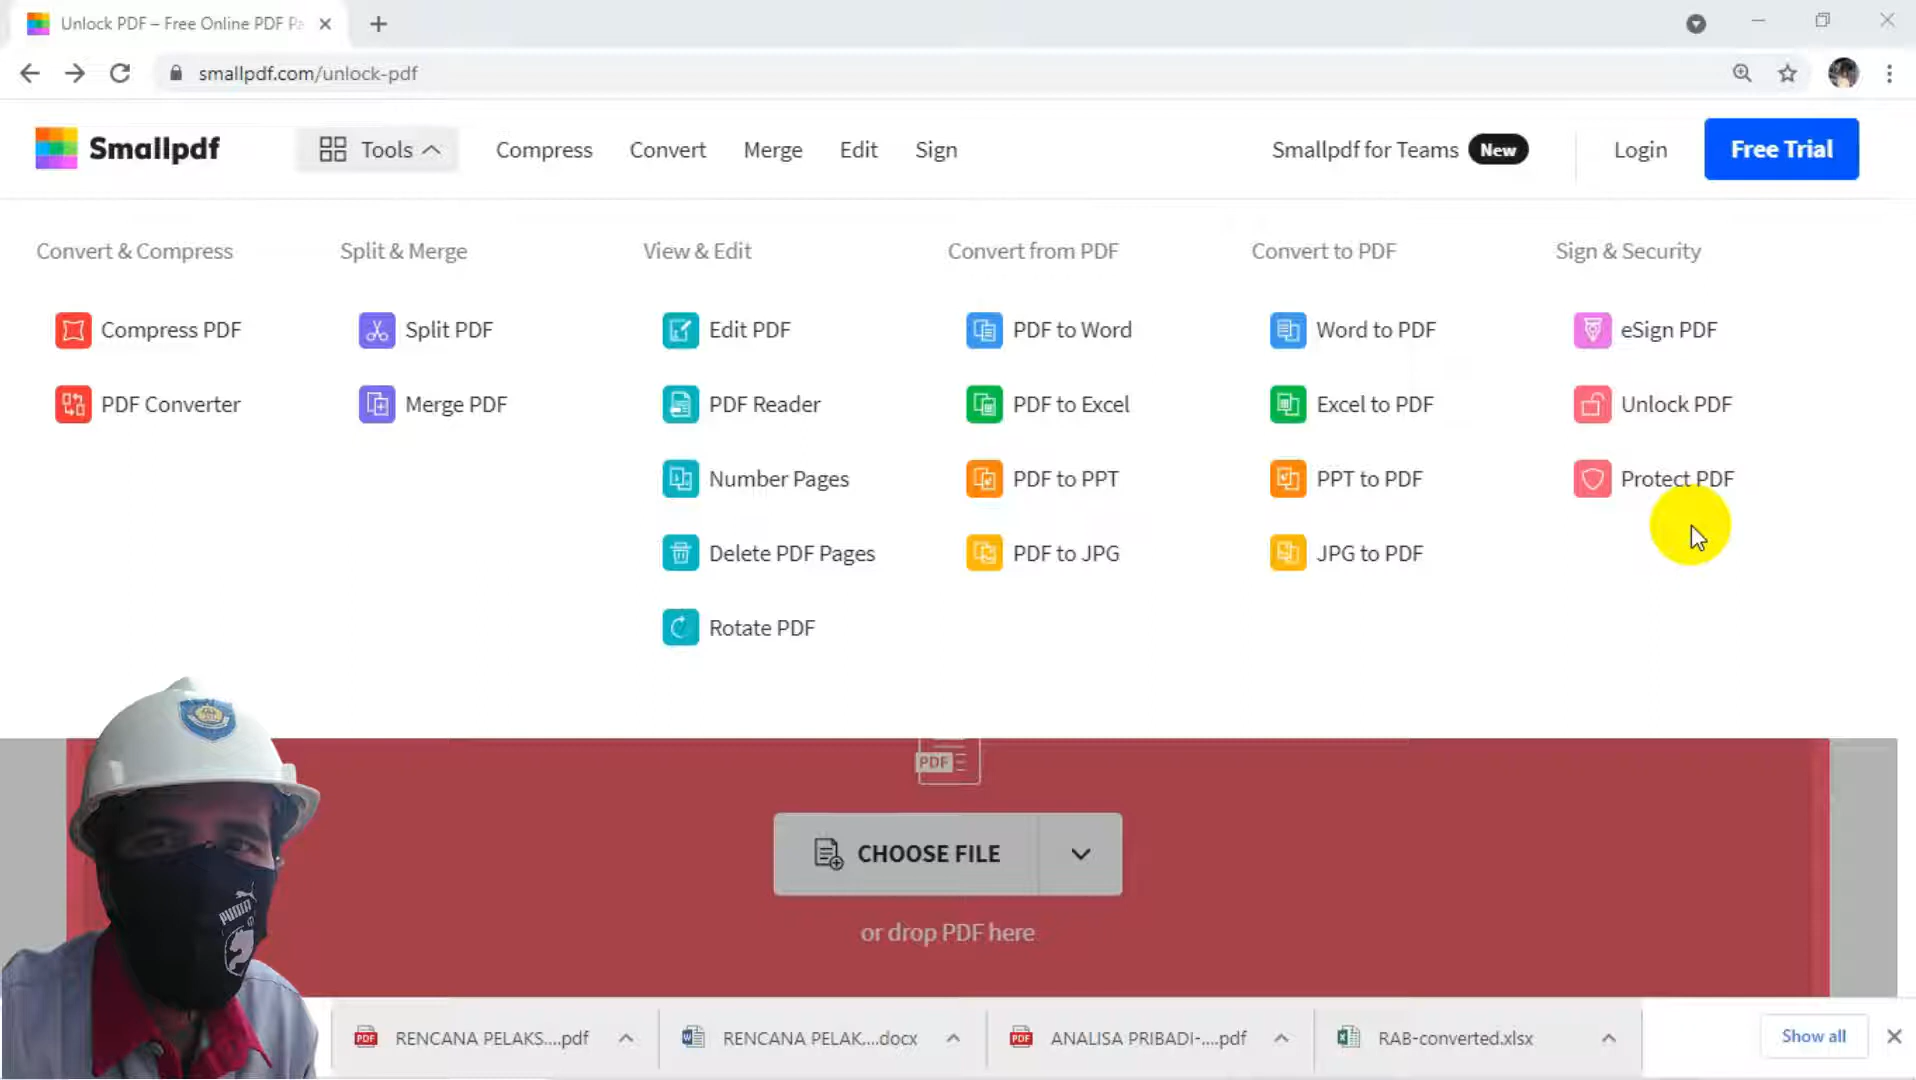 Unlock PDF – Free Online PDF Pa
smallpdf.com/unlock-pdf
Smallpdf
Tools
Compress
Convert
Merge
Edit
Sign
Smallpdf for Teams
New
Login
Free Trial
Convert & Compress
Compress PDF
PDF Converter
Split & Merge
Split PDF
Merge PDF
View & Edit
Edit PDF
PDF Reader
Number Pages
Delete PDF Pages
Rotate PDF
Convert from PDF
PDF to Word
PDF to Excel
PDF to PPT
PDF to JPG
Convert to PDF
Word to PDF
Excel to PDF
PPT to PDF
JPG to PDF
Sign & Security
eSign PDF
Unlock PDF
Protect PDF
PDF
CHOOSE FILE
or drop PDF here
PDF
RENCANA PELAKS....pdf
RENCANA PELAK....docx
PDF
ANALISA PRIBADI-....pdf
RAB-converted.xlsx
Show all